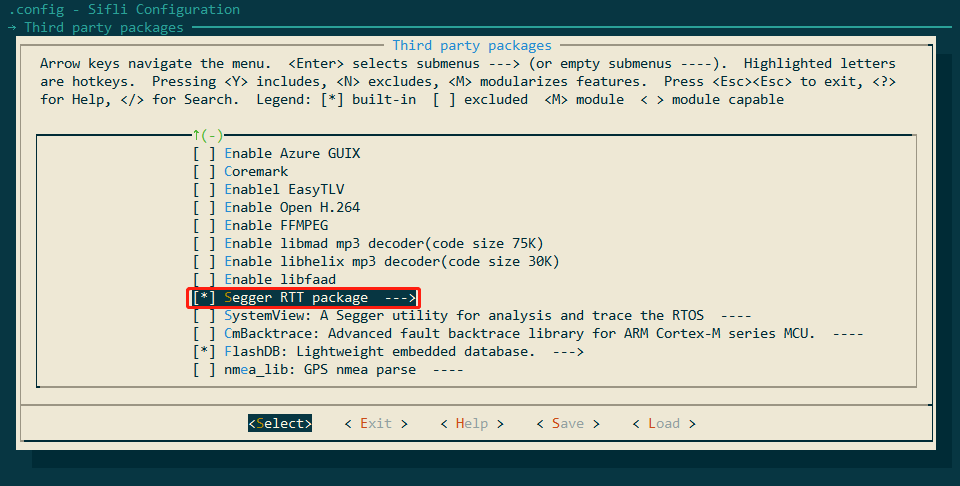 .config - Sifli Configuration
→ Third party packages
Third party packages
Arrow keys navigate the menu.  <Enter> selects submenus ---> (or empty submenus ----).  Highlighted letters
are hotkeys.  Pressing <Y> includes, <N> excludes, <M> modularizes features.  Press <Esc><Esc> to exit, <?>
for Help, </> for Search.  Legend: [*] built-in  [ ] excluded  <M> module  < > module capable
↑(-)
[ ] Enable Azure GUIX
[ ] Coremark
[ ] Enablel EasyTLV
[ ] Enable Open H.264
[ ] Enable FFMPEG
[ ] Enable libmad mp3 decoder(code size 75K)
[ ] Enable libhelix mp3 decoder(code size 30K)
[ ] Enable libfaad
[*] Segger RTT package  --->
[ ] SystemView: A Segger utility for analysis and trace the RTOS  ----
[ ] CmBacktrace: Advanced fault backtrace library for ARM Cortex-M series MCU.  ----
[*] FlashDB: Lightweight embedded database.  --->
[ ] nmea_lib: GPS nmea parse  ----
<Select>    < Exit >    < Help >    < Save >    < Load >